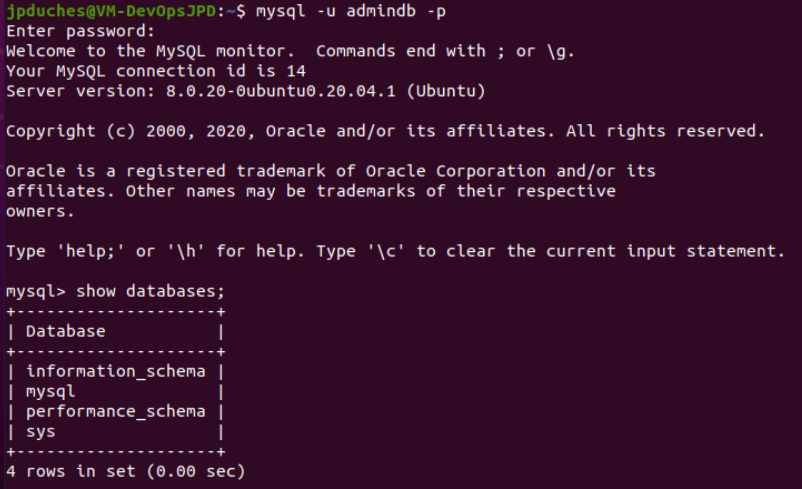 jpduches@VM-DevOpsJPD:~$ mysql -u admindb -p
Enter password:
Welcome to the MySQL monitor.  Commands end with ; or \g.
Your MySQL connection id is 14
Server version: 8.0.20-0ubuntu0.20.04.1 (Ubuntu)

Copyright (c) 2000, 2020, Oracle and/or its affiliates. All rights reserved.

Oracle is a registered trademark of Oracle Corporation and/or its
affiliates. Other names may be trademarks of their respective
owners.

Type 'help;' or '\h' for help. Type '\c' to clear the current input statement.

mysql> show databases;
+--------------------+
| Database           |
+--------------------+
| information_schema |
| mysql              |
| performance_schema |
| sys                |
+--------------------+
4 rows in set (0.00 sec)